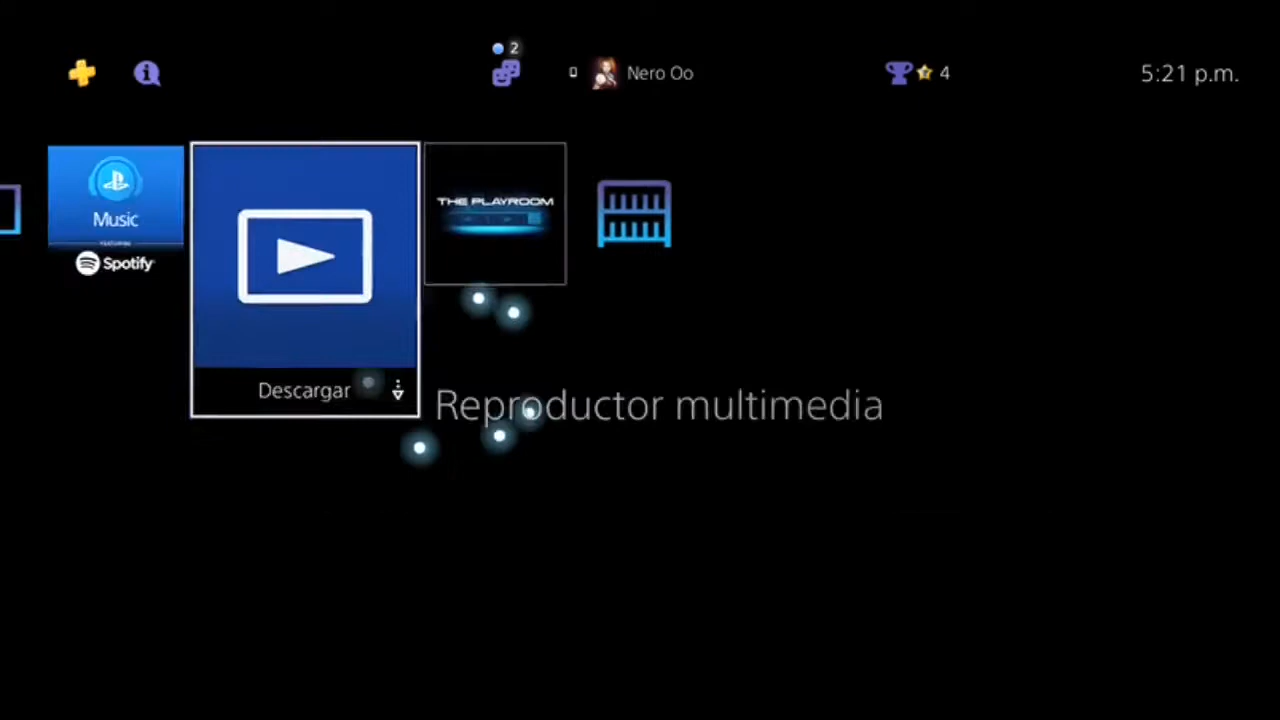 2
Nero Oo
4
5:21 p.m.
Music
Spotify
THE PLAYROOM
Descargar
Reproductor multimedia